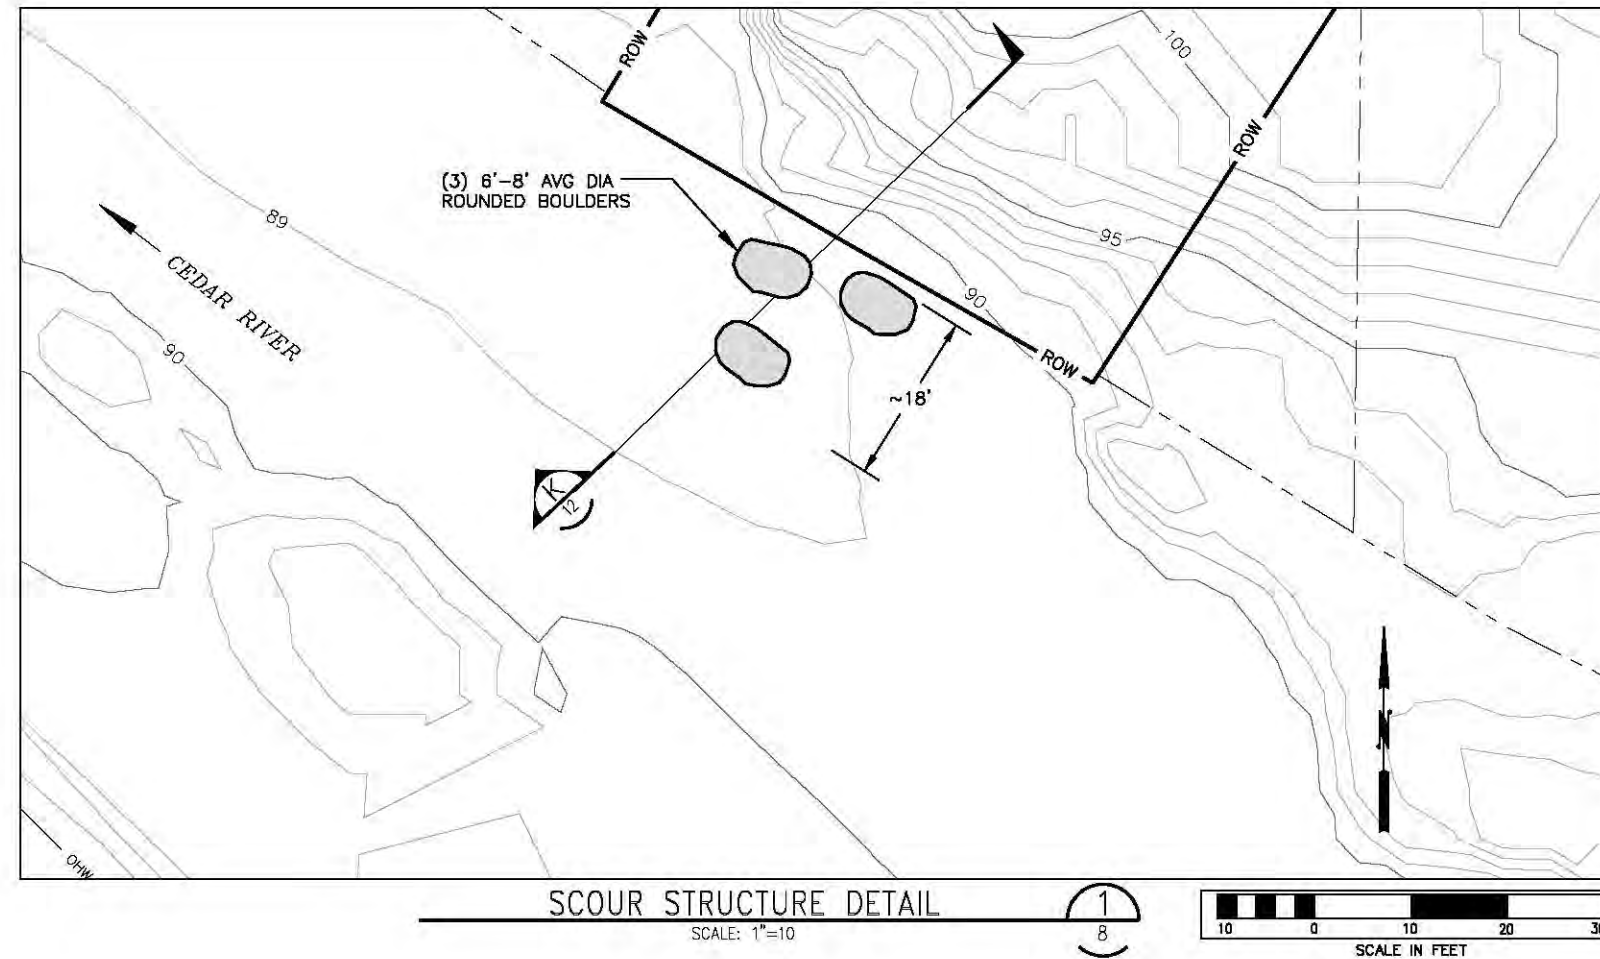 ROW
100
ROW
(3) 6'-8' AVG DIA
ROUNDED BOULDERS
89
95
CEDAR RIVER
90
90
ROW
~18'
K
12
N
OHW
SCOUR STRUCTURE DETAIL
SCALE: 1"=10
1
8
10 0 10 20
SCALE IN FEET